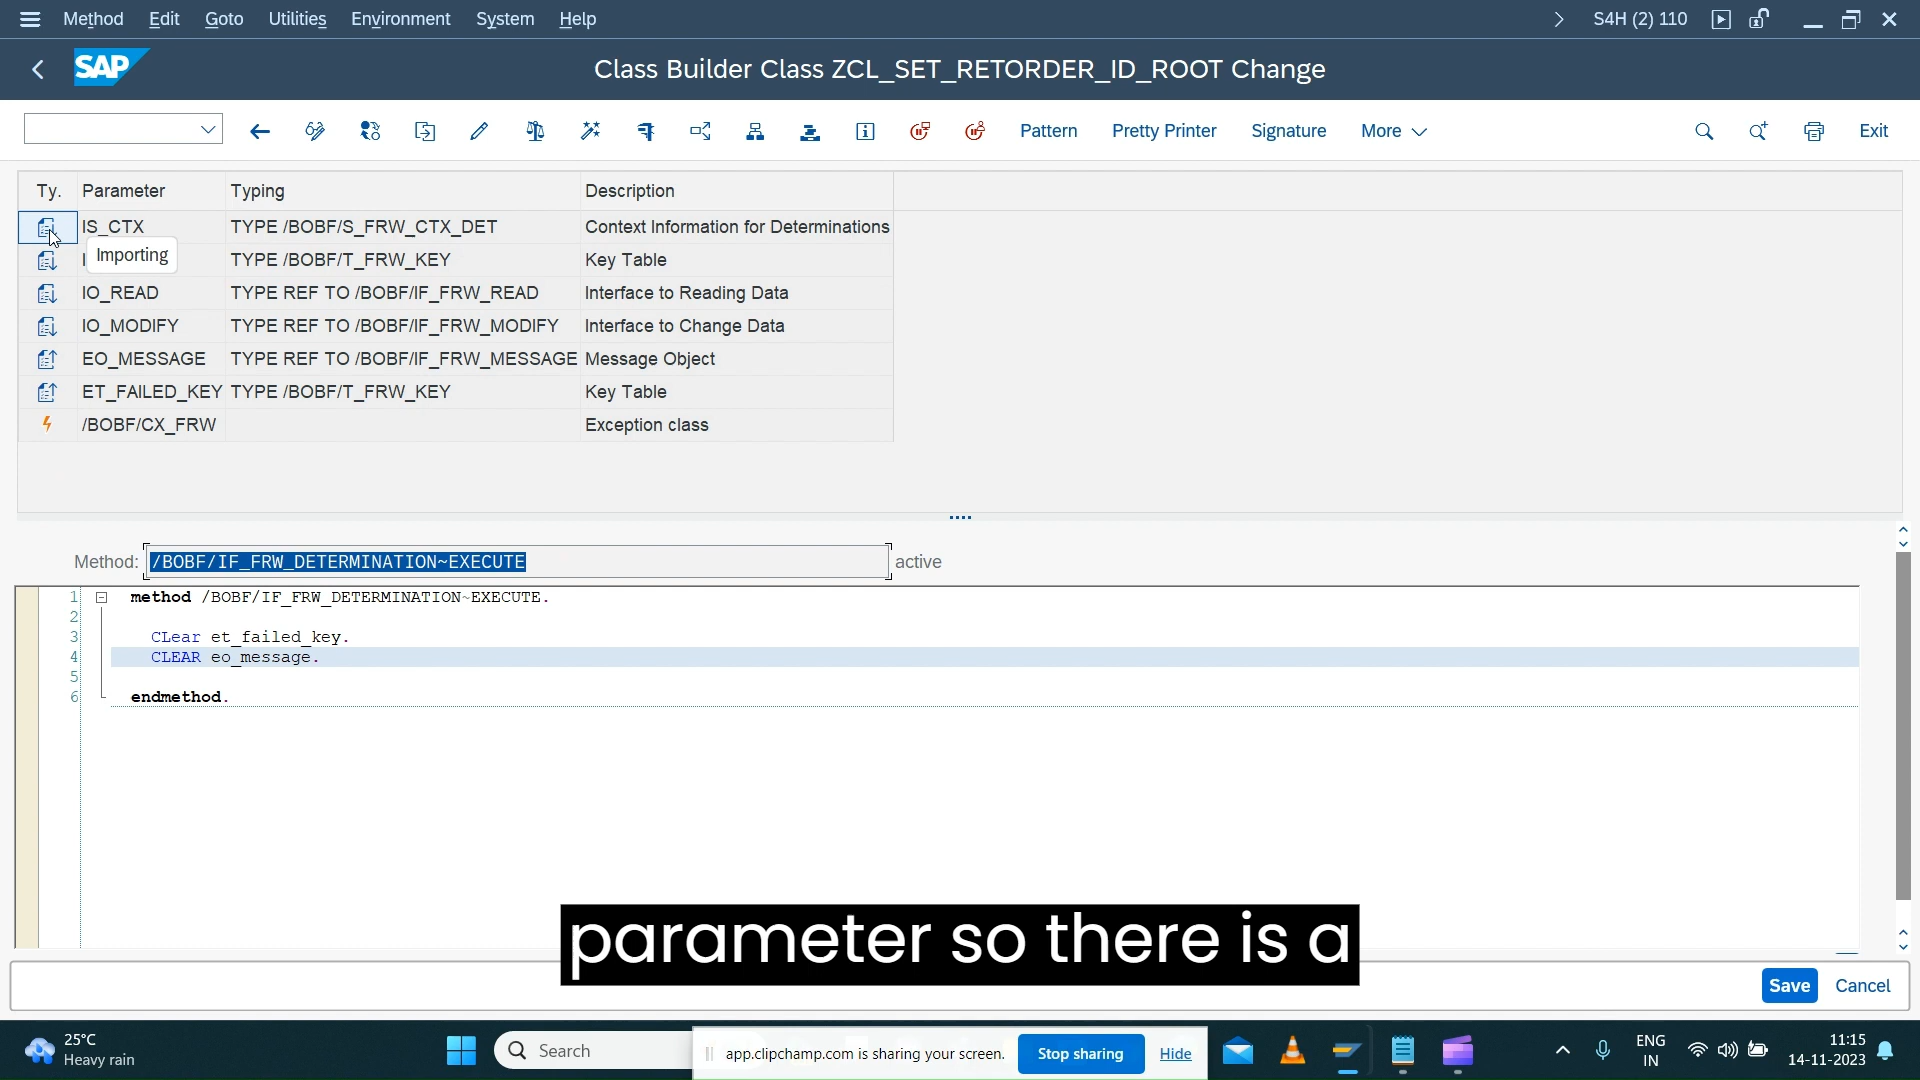 Method Edit Goto Utilities Environment System Help S4H (2) 110
SAP Class Builder Class ZCL_SET_RETORDER_ID_ROOT Change
Pattern Pretty Printer Signature More Exit
Ty. Parameter Typing Description
IS_CTX TYPE /BOBF/S_FRW_CTX_DET Context Information for Determinations
I TYPE /BOBF/T_FRW_KEY Key Table
Importing
IO_READ TYPE REF TO /BOBF/IF_FRW_READ Interface to Reading Data
IO_MODIFY TYPE REF TO /BOBF/IF_FRW_MODIFY Interface to Change Data
EO_MESSAGE TYPE REF TO /BOBF/IF_FRW_MESSAGE Message Object
ET_FAILED_KEY TYPE /BOBF/T_FRW_KEY Key Table
/BOBF/CX_FRW Exception class
Method: /BOBF/IF_FRW_DETERMINATION~EXECUTE active
1 method /BOBF/IF_FRW_DETERMINATION~EXECUTE.
2
3 CLear et_failed_key.
4 CLEAR eo_message.
5
6 endmethod.
parameter so there is a
Save Cancel
25°C
Heavy rain
Search
app.clipchamp.com is sharing your screen. Stop sharing Hide
ENG
IN
11:15
14-11-2023